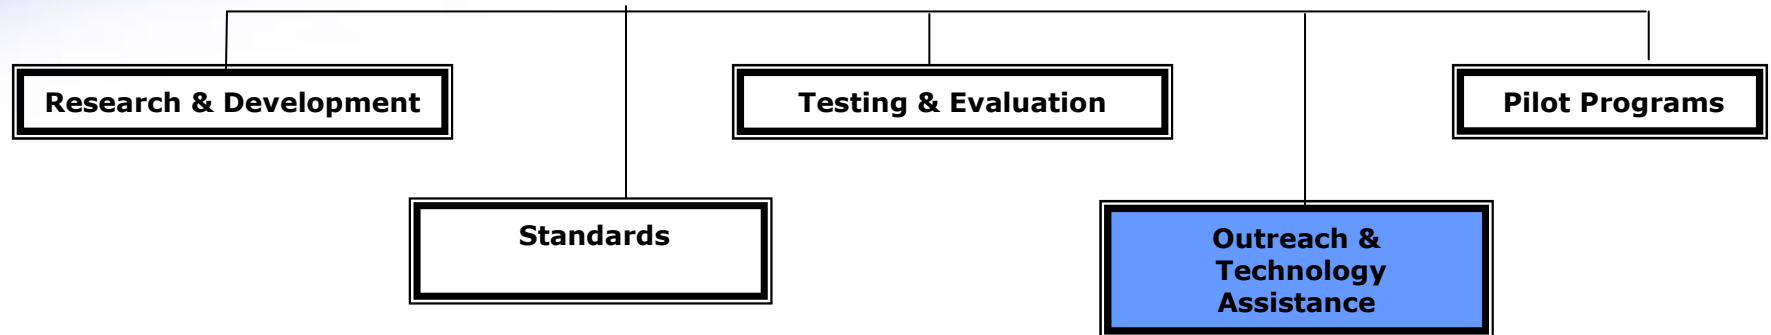 Research & Development
Testing & Evaluation
Pilot Programs
Standards
Outreach &
Technology
Assistance